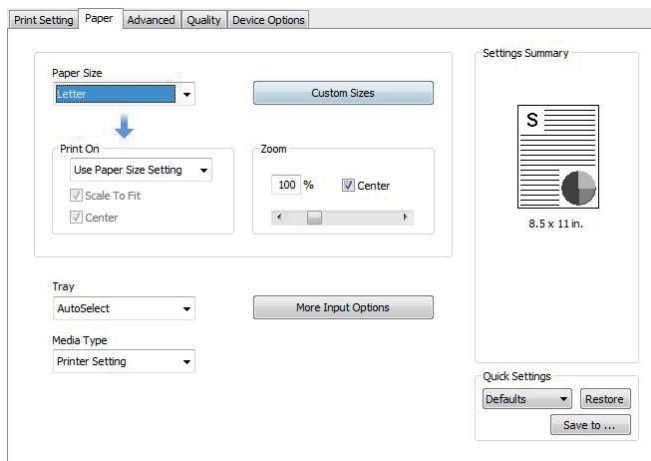 Print Setting Paper Advanced Quality Device Options
Paper Size
Letter
Custom Sizes
Print On
Use Paper Size Setting
Scale To Fit
Center
Zoom
100 % Center
Tray
AutoSelect
More Input Options
Media Type
Printer Setting
Settings Summary
S
8.5 x 11 in.
Quick Settings
Defaults Restore
Save to ...